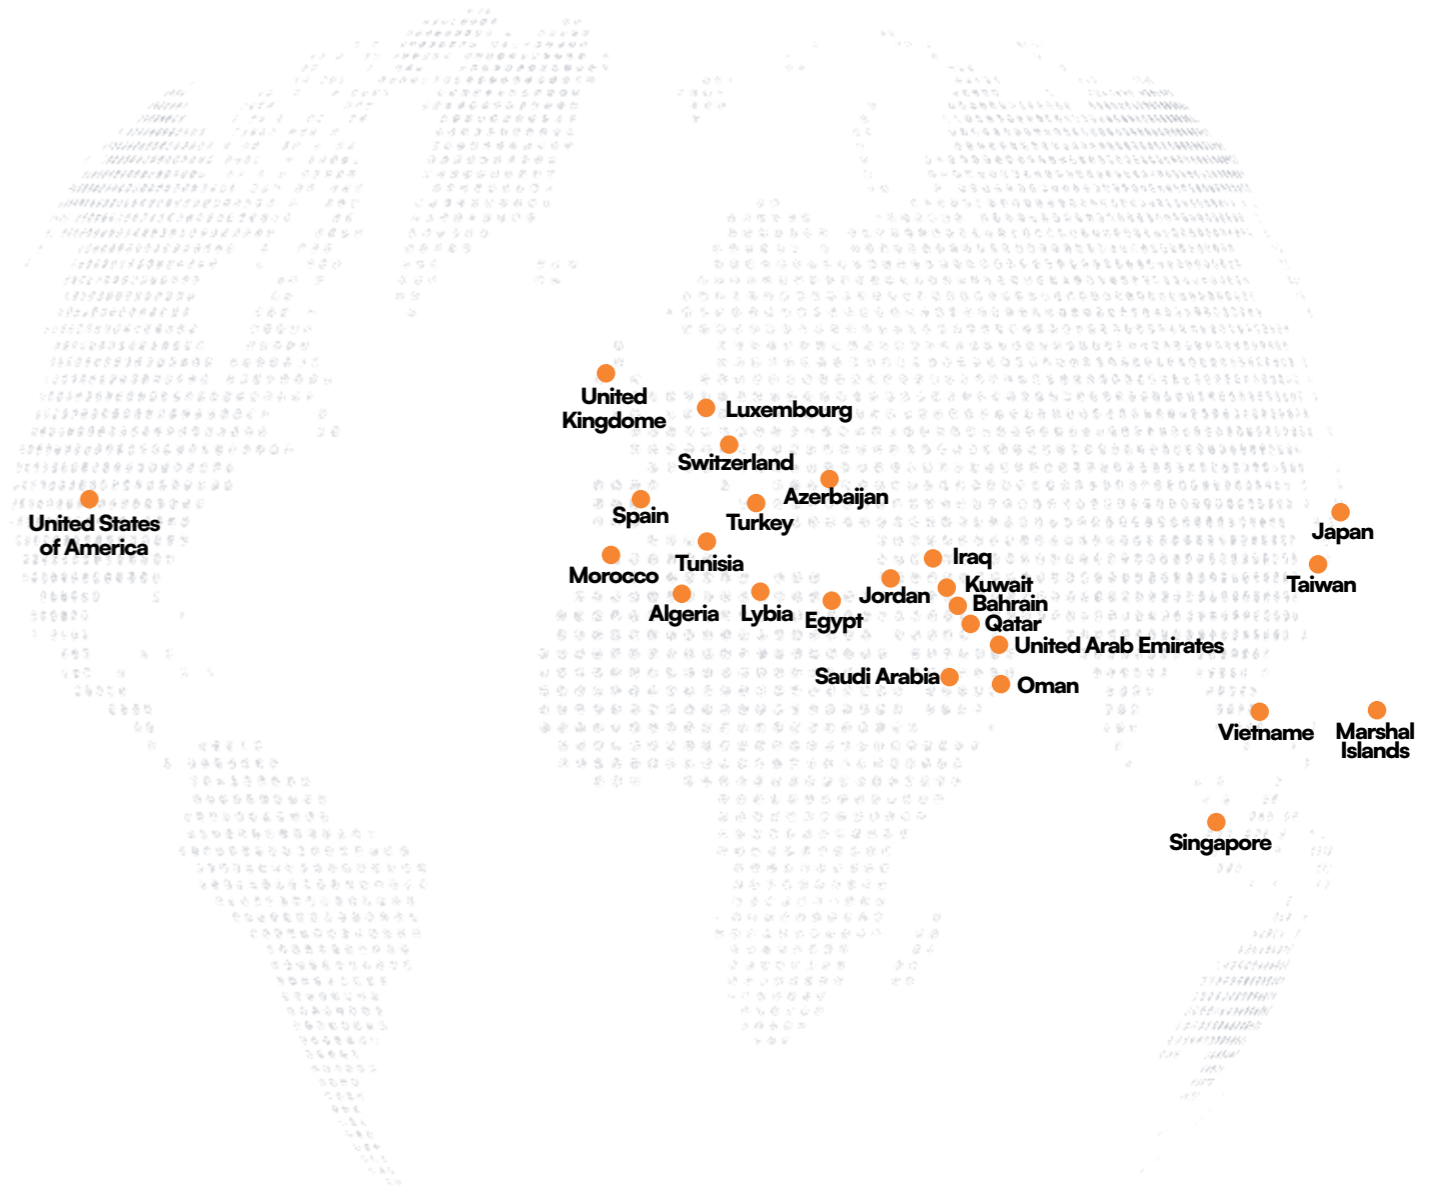 United
Kingdome
Luxembourg
Switzerland
Azerbaijan
Spain
Turkey
United States
of America
Japan
Tunisia
Iraq
Morocco
Taiwan
Kuwait
Jordan
Bahrain
Algeria
Lybia
Egypt
Qatar
United Arab Emirates
Saudi Arabia
Oman
Vietname
Marshal
Islands
Singapore